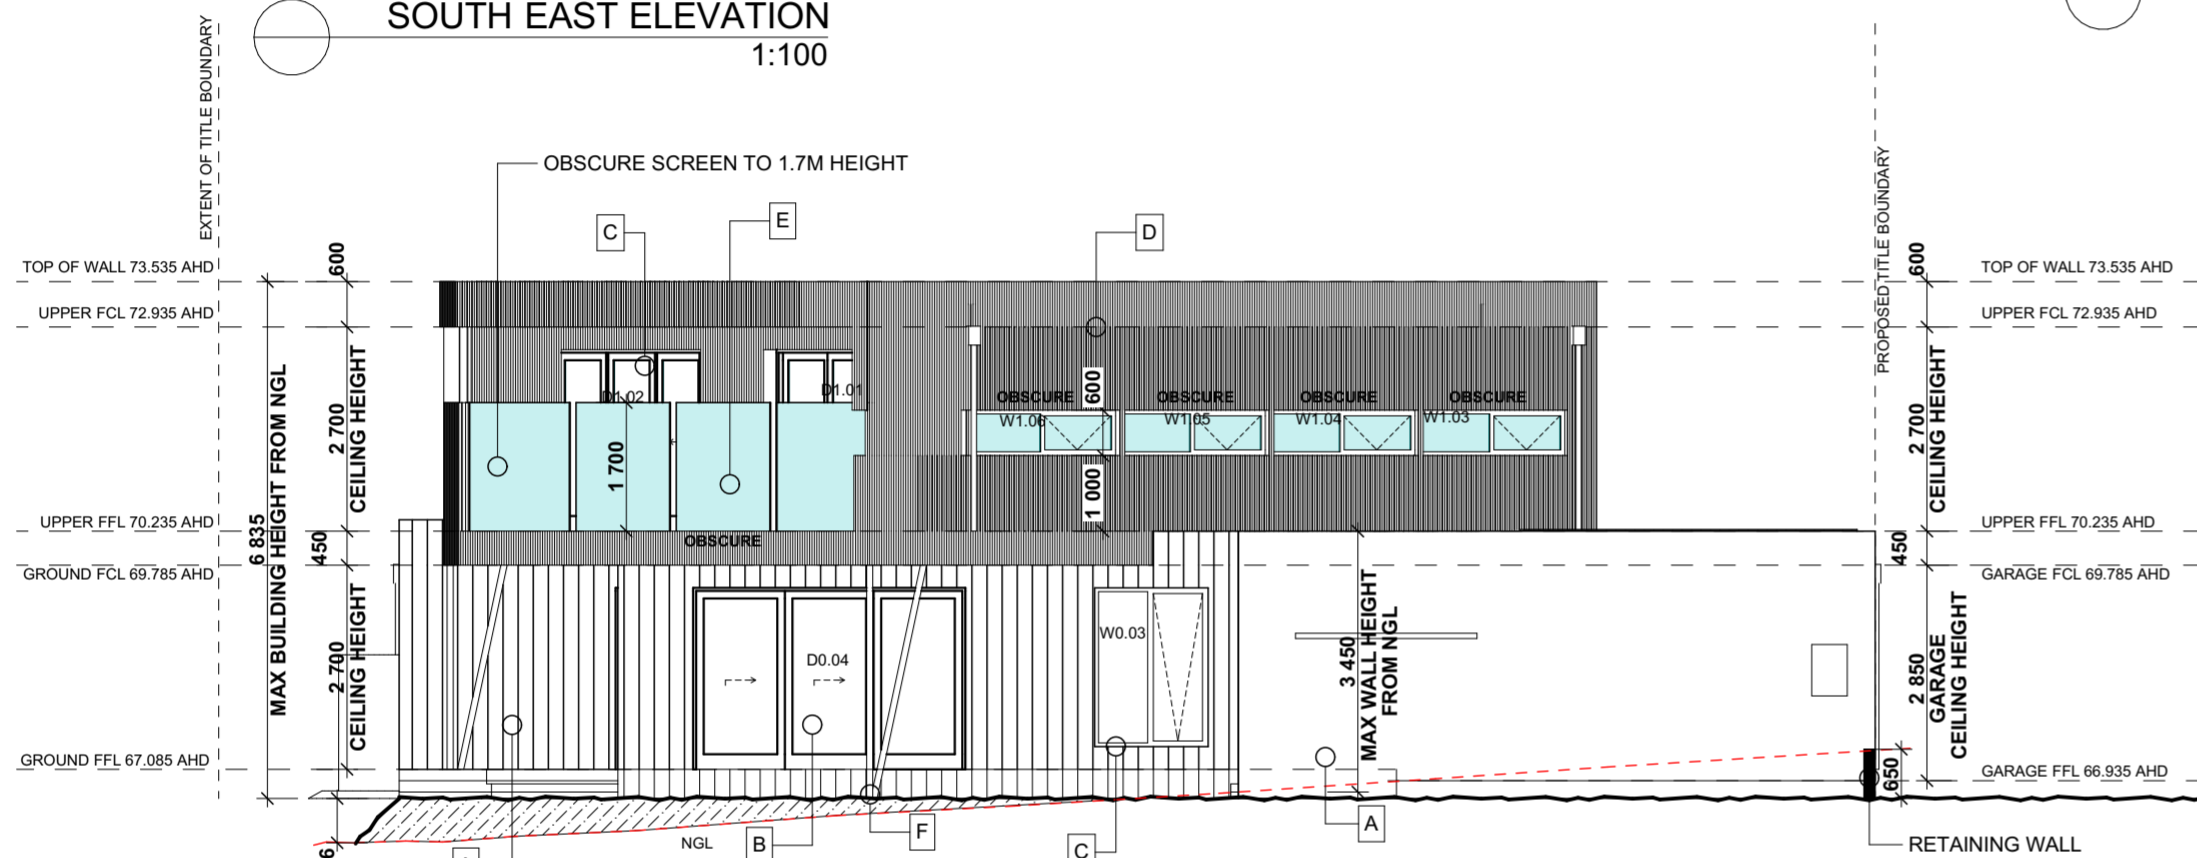 SOUTH EAST ELEVATION
1:100
EXTENT OF TITLE BOUNDARY
PROPOSED TITLE BOUNDARY
OBSCURE SCREEN TO 1.7M HEIGHT
C
E
D
TOP OF WALL 73.535 AHD
600
600
TOP OF WALL 73.535 AHD
UPPER FCL 72.935 AHD
UPPER FCL 72.935 AHD
MAX BUILDING HEIGHT FROM NGL
6 835
2 700
CEILING HEIGHT
D1.02
D1.01
1 700
600
OBSCURE
OBSCURE
OBSCURE
OBSCURE
W1.06
W1.05
W1.04
W1.03
1 000
2 700
CEILING HEIGHT
UPPER FFL 70.235 AHD
UPPER FFL 70.235 AHD
OBSCURE
450
450
GROUND FCL 69.785 AHD
GARAGE FCL 69.785 AHD
2 700
CEILING HEIGHT
D0.04
W0.03
3 450
MAX WALL HEIGHT
FROM NGL
2 850
GARAGE
CEILING HEIGHT
GROUND FFL 67.085 AHD
GARAGE FFL 66.935 AHD
650
NGL
B
F
C
A
RETAINING WALL